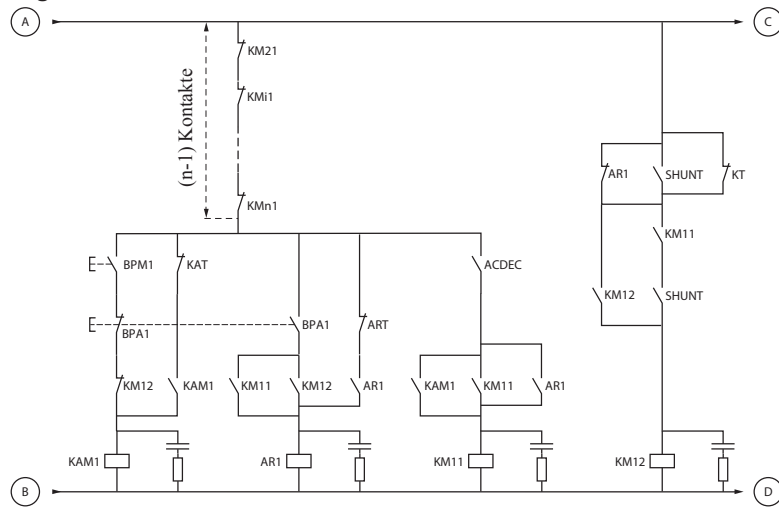 A
C
KM21
KMi1
(n-1) Kontakte
AR1
SHUNT
KT
KMn1
KM11
BPM1
KAT
ACDEC
KM12
SHUNT
BPA1
BPA1
ART
KM12
KAM1
KM11
KM12
AR1
KAM1
KM11
AR1
KAM1
AR1
KM11
KM12
B
D